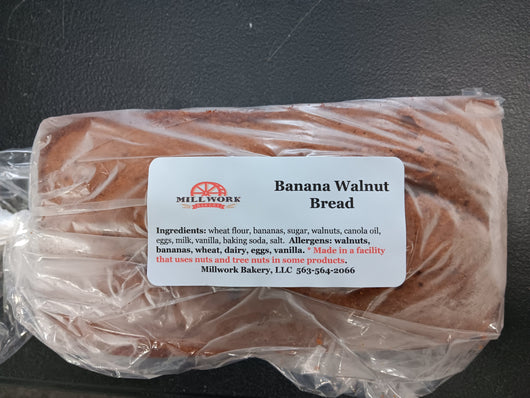 MILLWORK
BAKERY
Banana Walnut
Bread
Ingredients: wheat flour, bananas, sugar, walnuts, canola oil,
eggs, milk, vanilla, baking soda, salt. Allergens: walnuts,
bananas, wheat, dairy, eggs, vanilla. * Made in a facility
that uses nuts and tree nuts in some products.
Millwork Bakery, LLC 563-564-2066